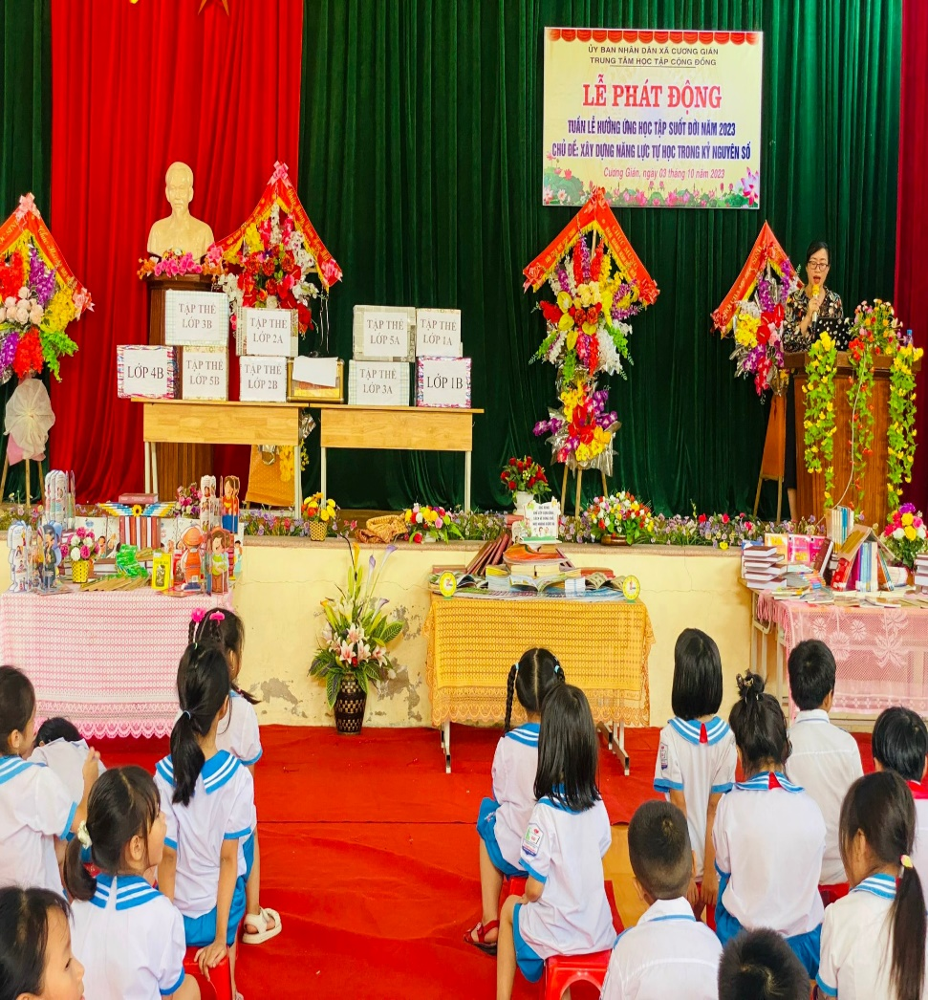 ỦY BAN NHÂN DÂN XÃ CƯƠNG GIÁN
TRUNG TÂM HỌC TẬP CỘNG ĐỒNG
LỄ PHÁT ĐỘNG
TUẦN LỄ HƯỞNG ỨNG HỌC TẬP SUỐT ĐỜI NĂM 2023
CHỦ ĐỀ: XÂY DỰNG NĂNG LỰC TỰ HỌC TRONG KỶ NGUYÊN SỐ
Cương Gián, ngày 03 tháng 10 năm 2023
TẬP THỂ
LỚP 3B
TẬP THỂ
LỚP 2A
TẬP THỂ
LỚP 5A
TẬP THỂ
LỚP 1A
LỚP 4B
TẬP THỂ
LỚP 5B
TẬP THỂ
LỚP 2B
TẬP THỂ
LỚP 3A
LỚP 1B